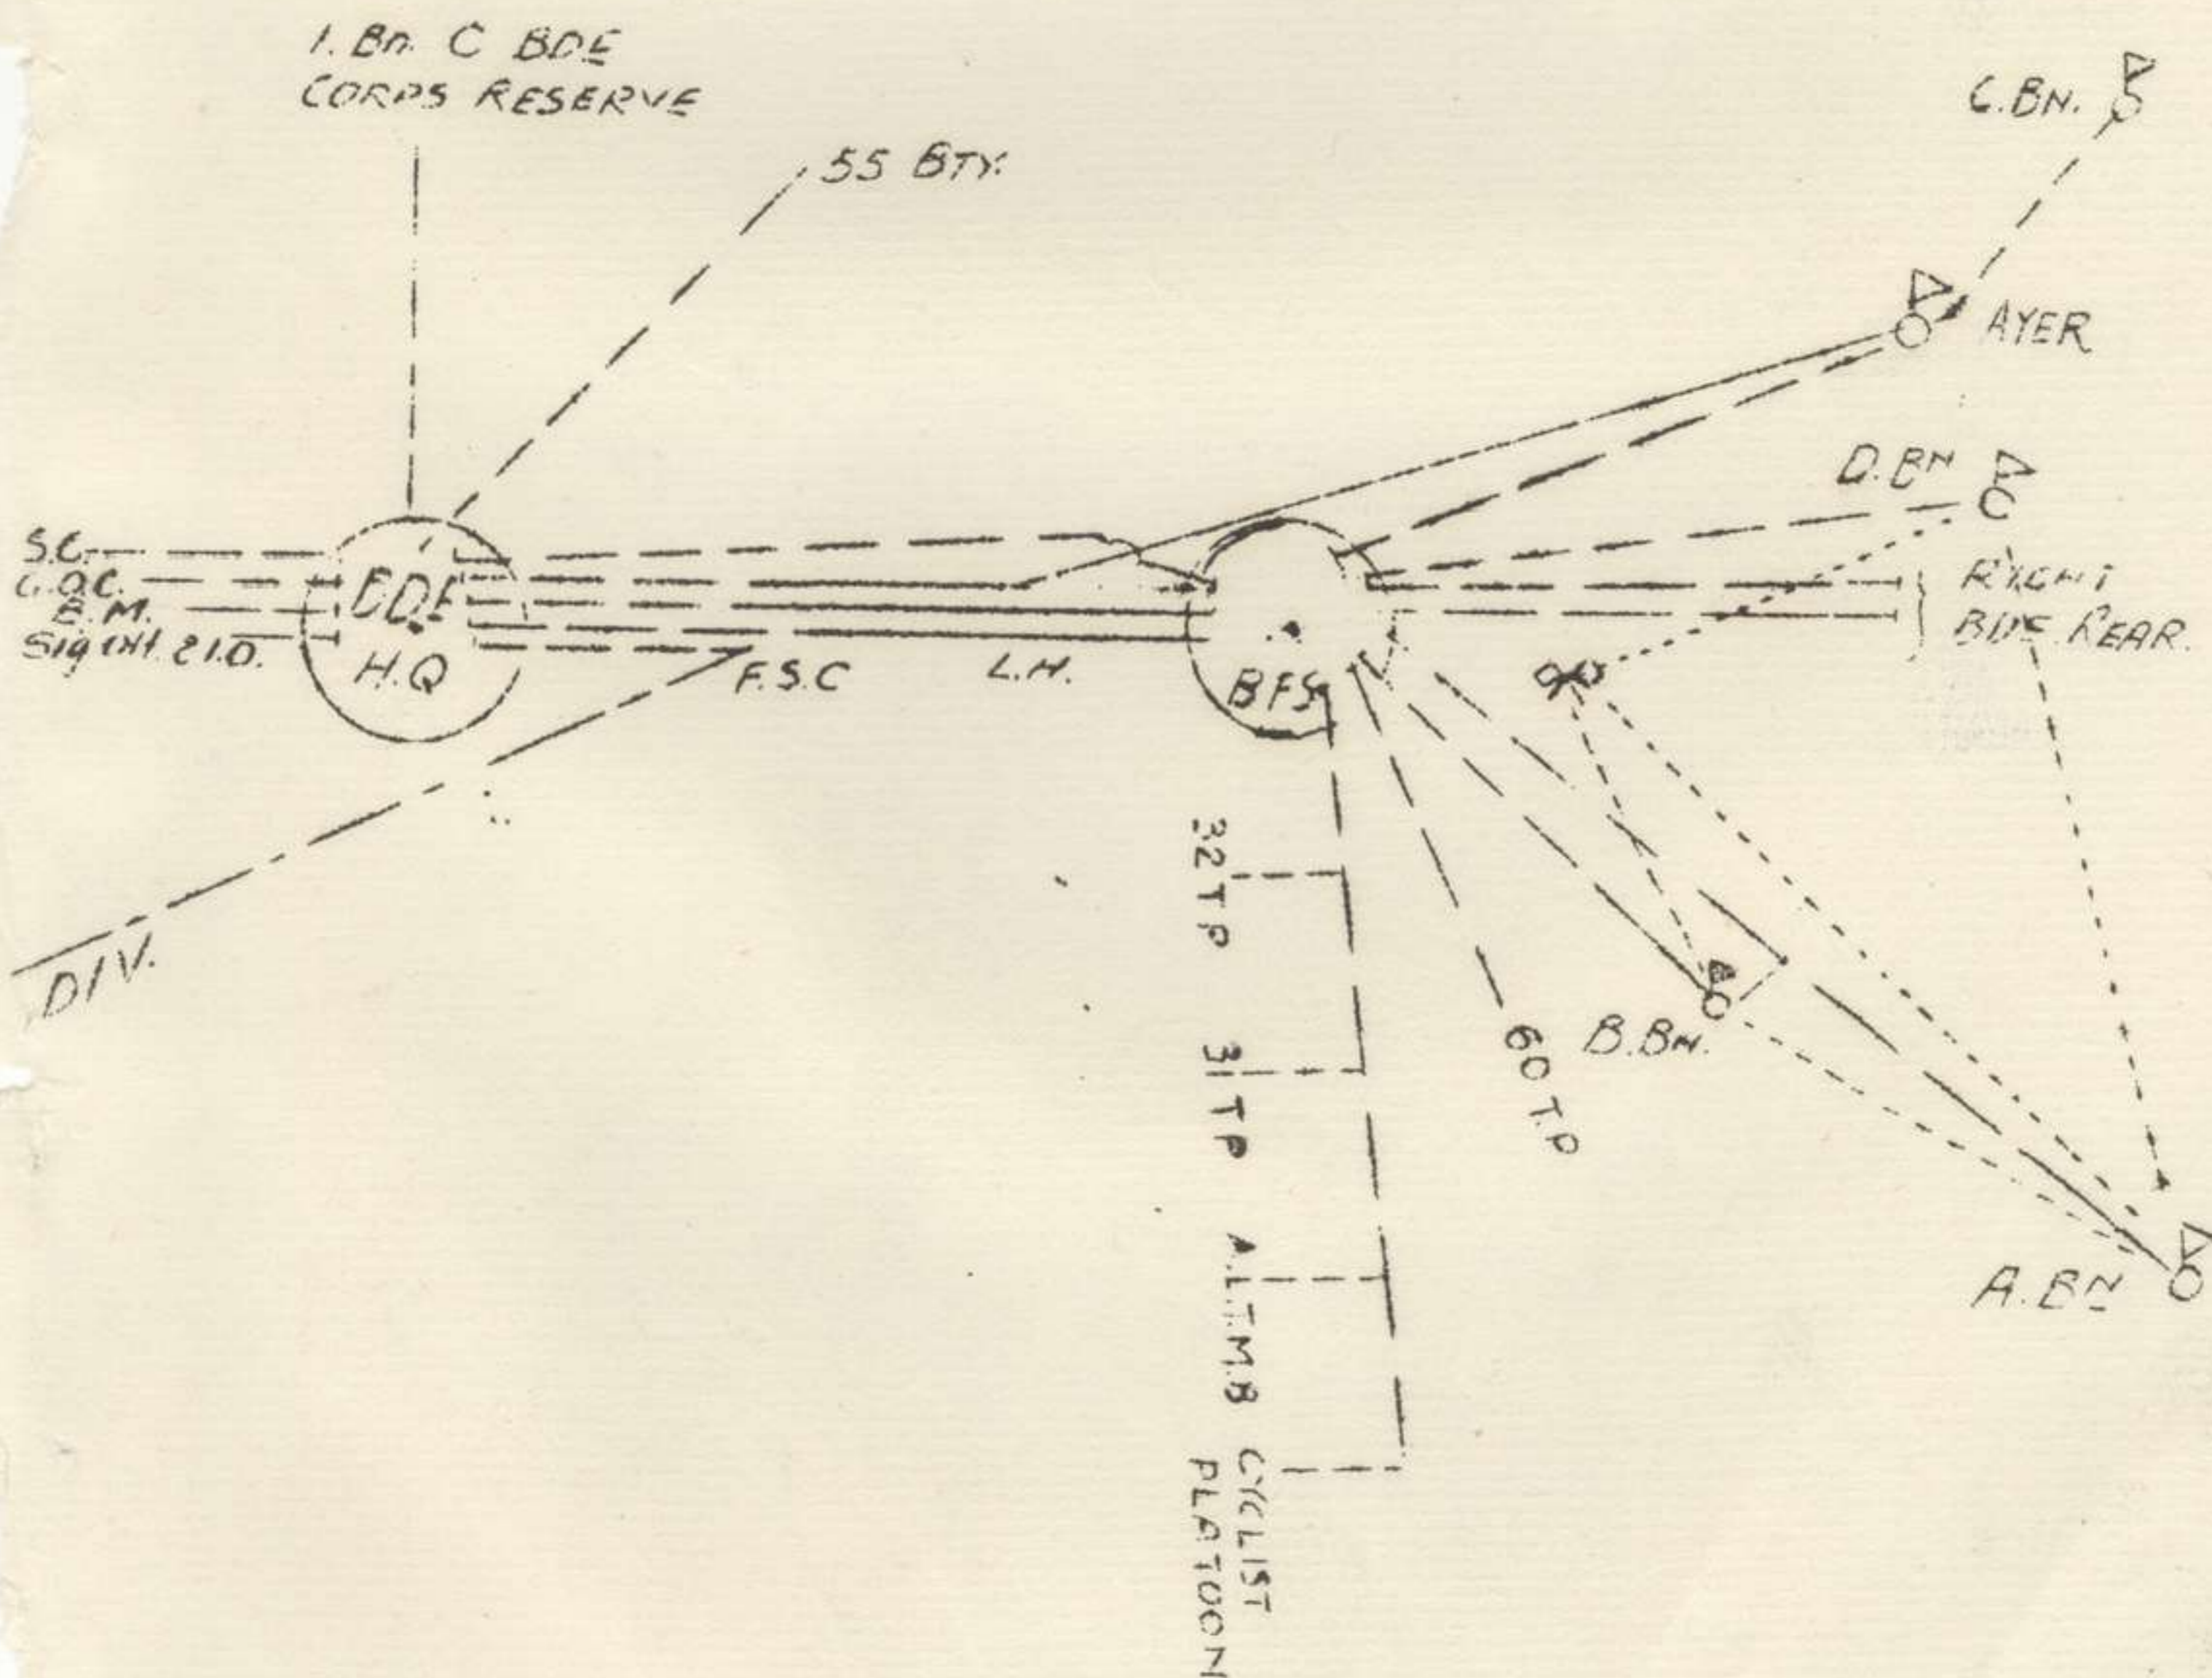 1. Bn. C BDE
CORPS RESERVE
55 BTY.
C.BN.
AYER
D.BN
S.C.
G.O.C.
B.M.
BDE
H.Q
F.S.C
L.H.
BFS
RIGHT
BDE REAR.
DIV.
32 T P
31 T P
A.L.T.M.B
CYCLIST
PLATOON
60 T.P
B.BN.
A.BN